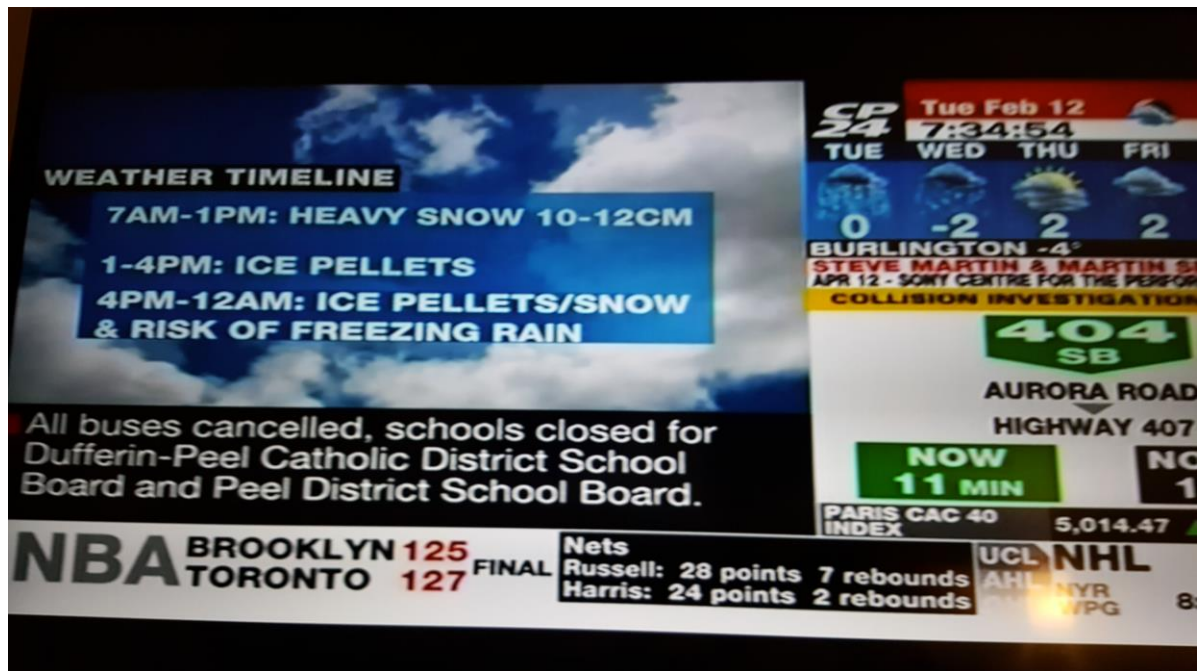 WEATHER TIMELINE
7AM-1PM: HEAVY SNOW 10-12CM
1-4PM: ICE PELLETS
4PM-12AM: ICE PELLETS/SNOW
& RISK OF FREEZING RAIN
All buses cancelled, schools closed for
Dufferin-Peel Catholic District School
Board and Peel District School Board.
CP
24
Tue Feb 12
7:34:54
TUE WED THU FRI
0 -2 2 2
BURLINGTON -4°
STEVE MARTIN & MARTIN
APR 12 - SONY CENTRE FOR THE
COLLISION INVESTIGATION
404
SB
AURORA ROAD
HIGHWAY 407
NOW
11 MIN
PARIS CAC 40
INDEX
5,014.47
NBA
BROOKLYN 125
TORONTO 127
FINAL
Nets
Russell: 28 points 7 rebounds
Harris: 24 points 2 rebounds
UCL
AHL
NHL
NYR
WPG